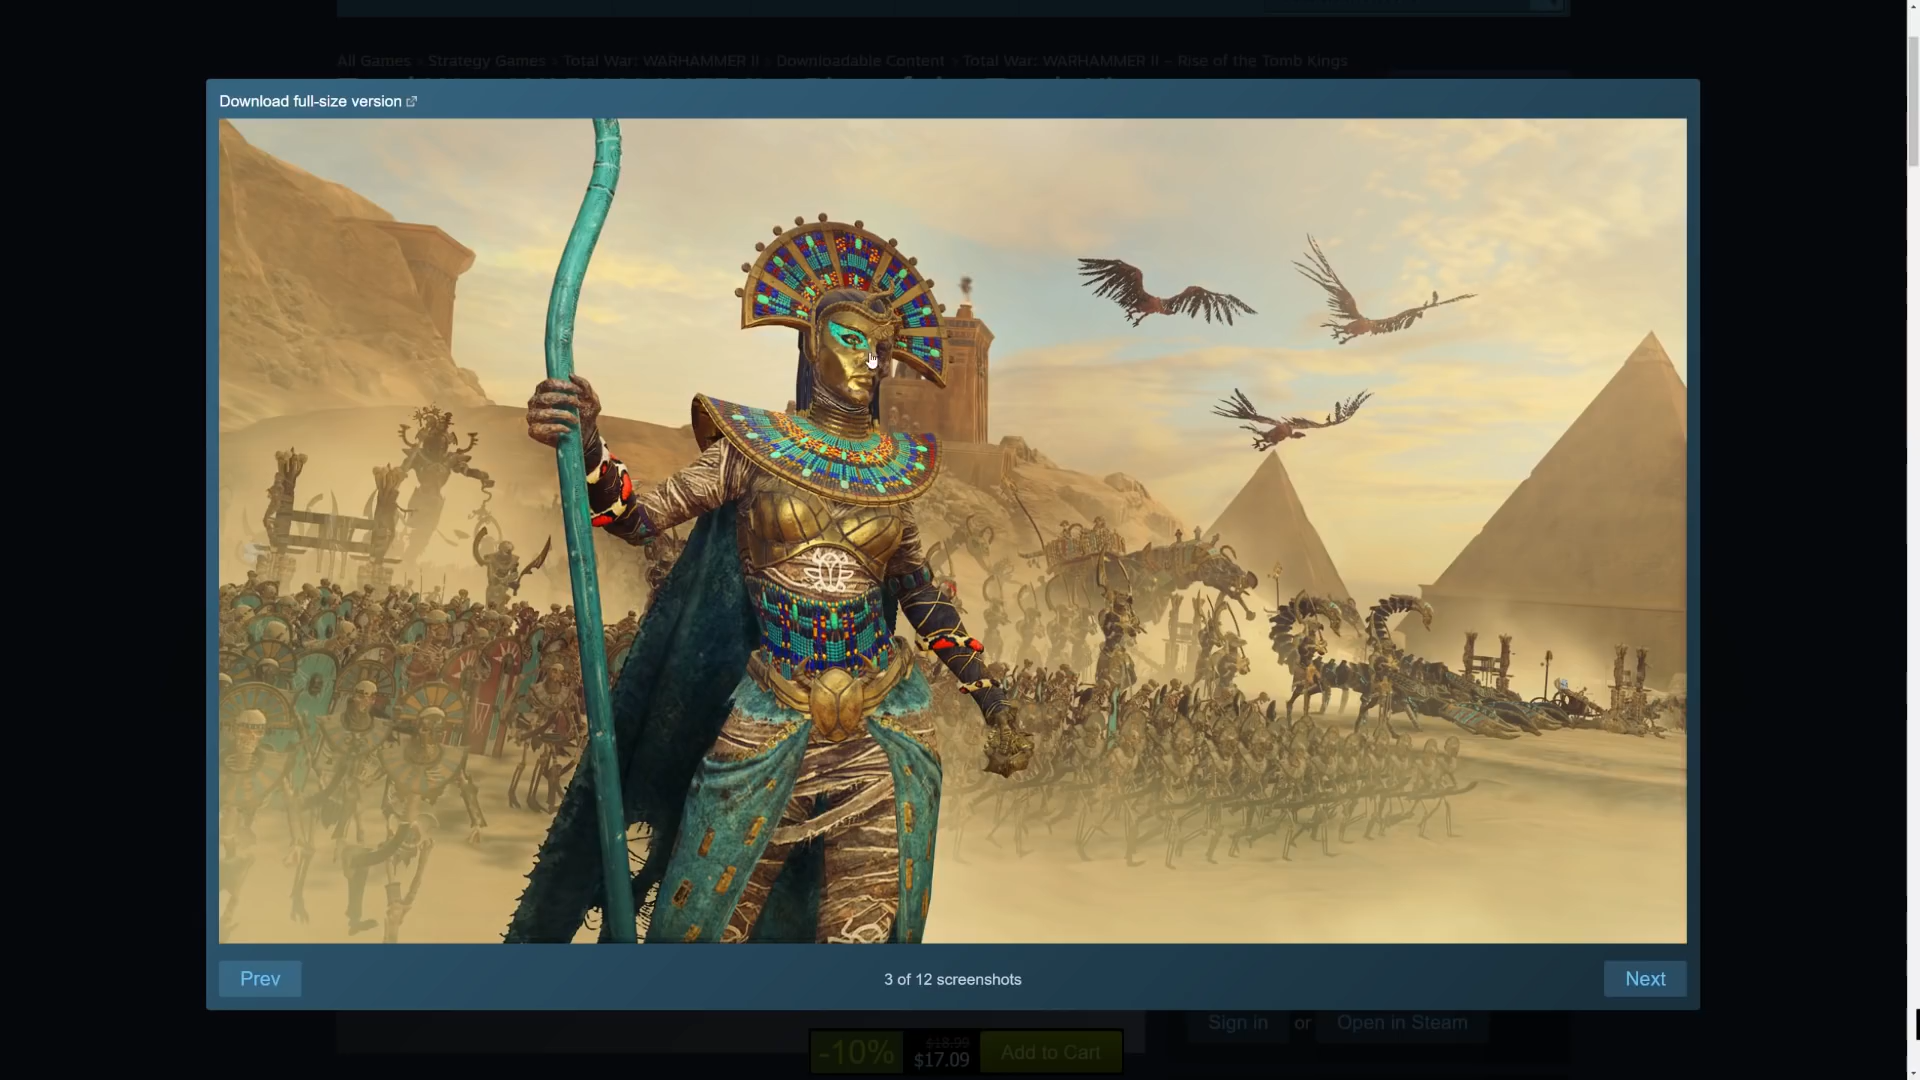 All Games > Strategy Games > Total War: WARHAMMER II > Downloadable Content > Total War: WARHAMMER II – Rise of the Tomb Kings
Download full-size version
Prev
3 of 12 screenshots
Next
Sign in or Open in Steam
-10%
$18.99
$17.09
Add to Cart